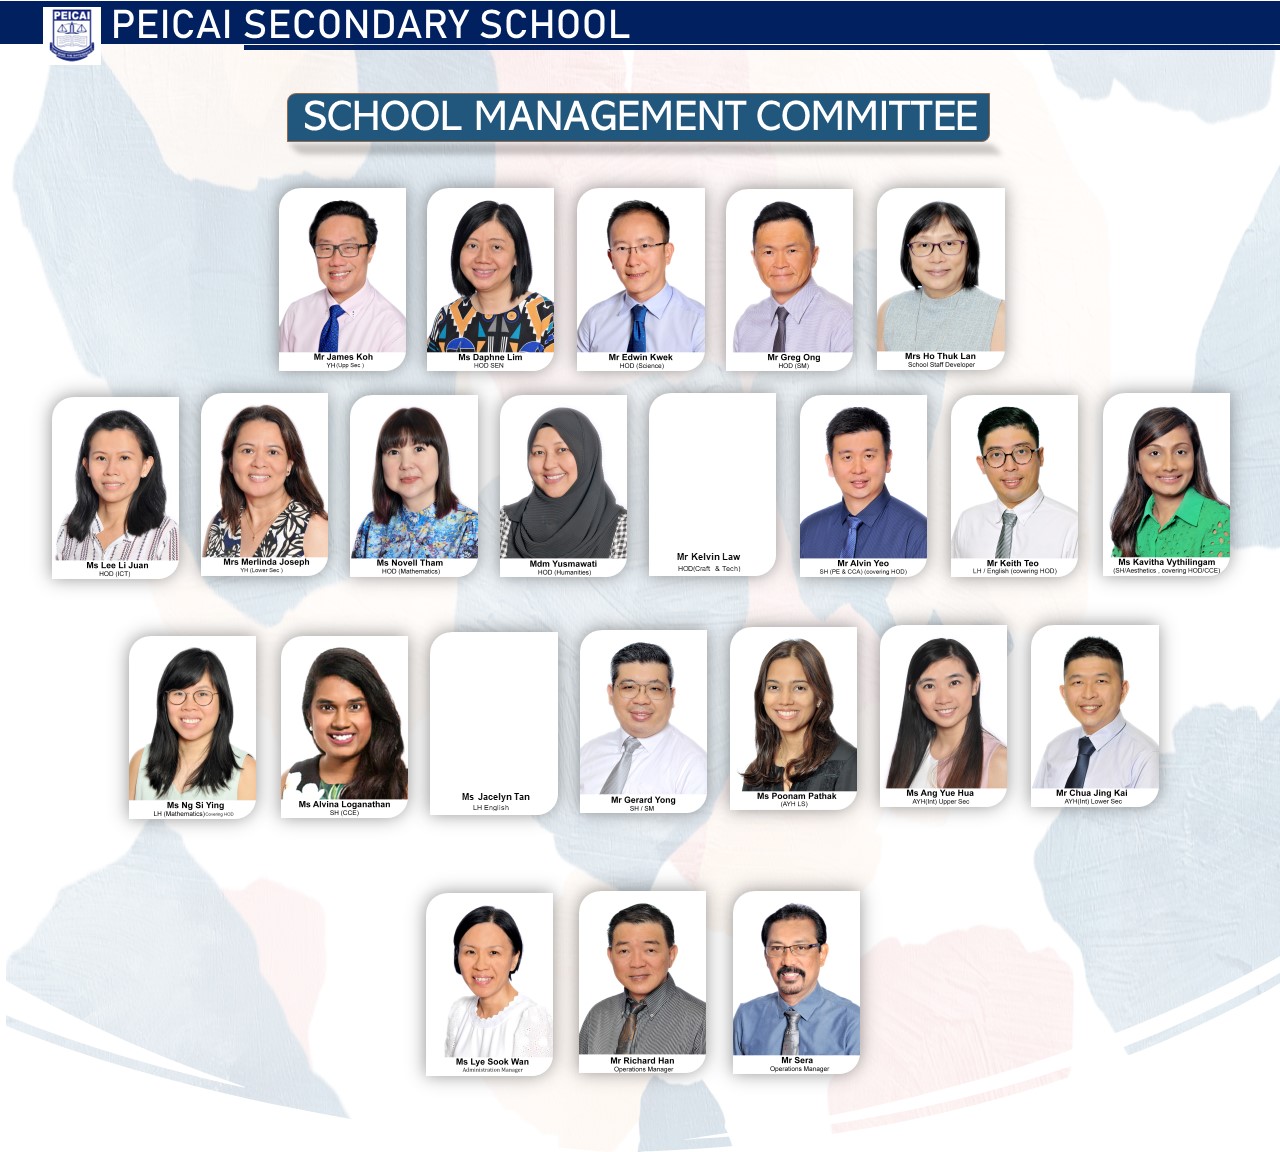 PEICAI
PEICAI SECONDARY SCHOOL
SCHOOL MANAGEMENT COMMITTEE
Mr James Koh
YH (Upp Sec )
Ms Daphne Lim
HOD SEN
Mr Edwin Kwek
HOD (Science)
Mr Greg Ong
HOD (SM)
Mrs Ho Thuk Lan
School Staff Developer
Ms Lee Li Juan
HOD (ICT)
Mrs Merlinda Joseph
YH (Lower Sec )
Ms Novell Tham
HOD (Mathematics)
Mdm Yusmawati
HOD (Humanities)
Mr Kelvin Law
HOD(Craft & Tech)
Mr Alvin Yeo
SH (PE & CCA) (covering HOD)
Mr Keith Teo
LH / English (covering HOD)
Ms Kavitha Vythilingam
(SH/Aesthetics , covering HOD/CCE)
Ms Ng Si Ying
LH (Mathematics)Covering HOD
Ms Alvina Loganathan
SH (CCE)
Ms Jacelyn Tan
LH English
Mr Gerard Yong
SH / SM
Ms Poonam Pathak
(AYH LS)
Ms Ang Yue Hua
AYH(Int) Upper Sec
Mr Chua Jing Kai
AYH(Int) Lower Sec
Ms Lye Sook Wan
Administration Manager
Mr Richard Han
Operations Manager
Mr Sera
Operations Manager